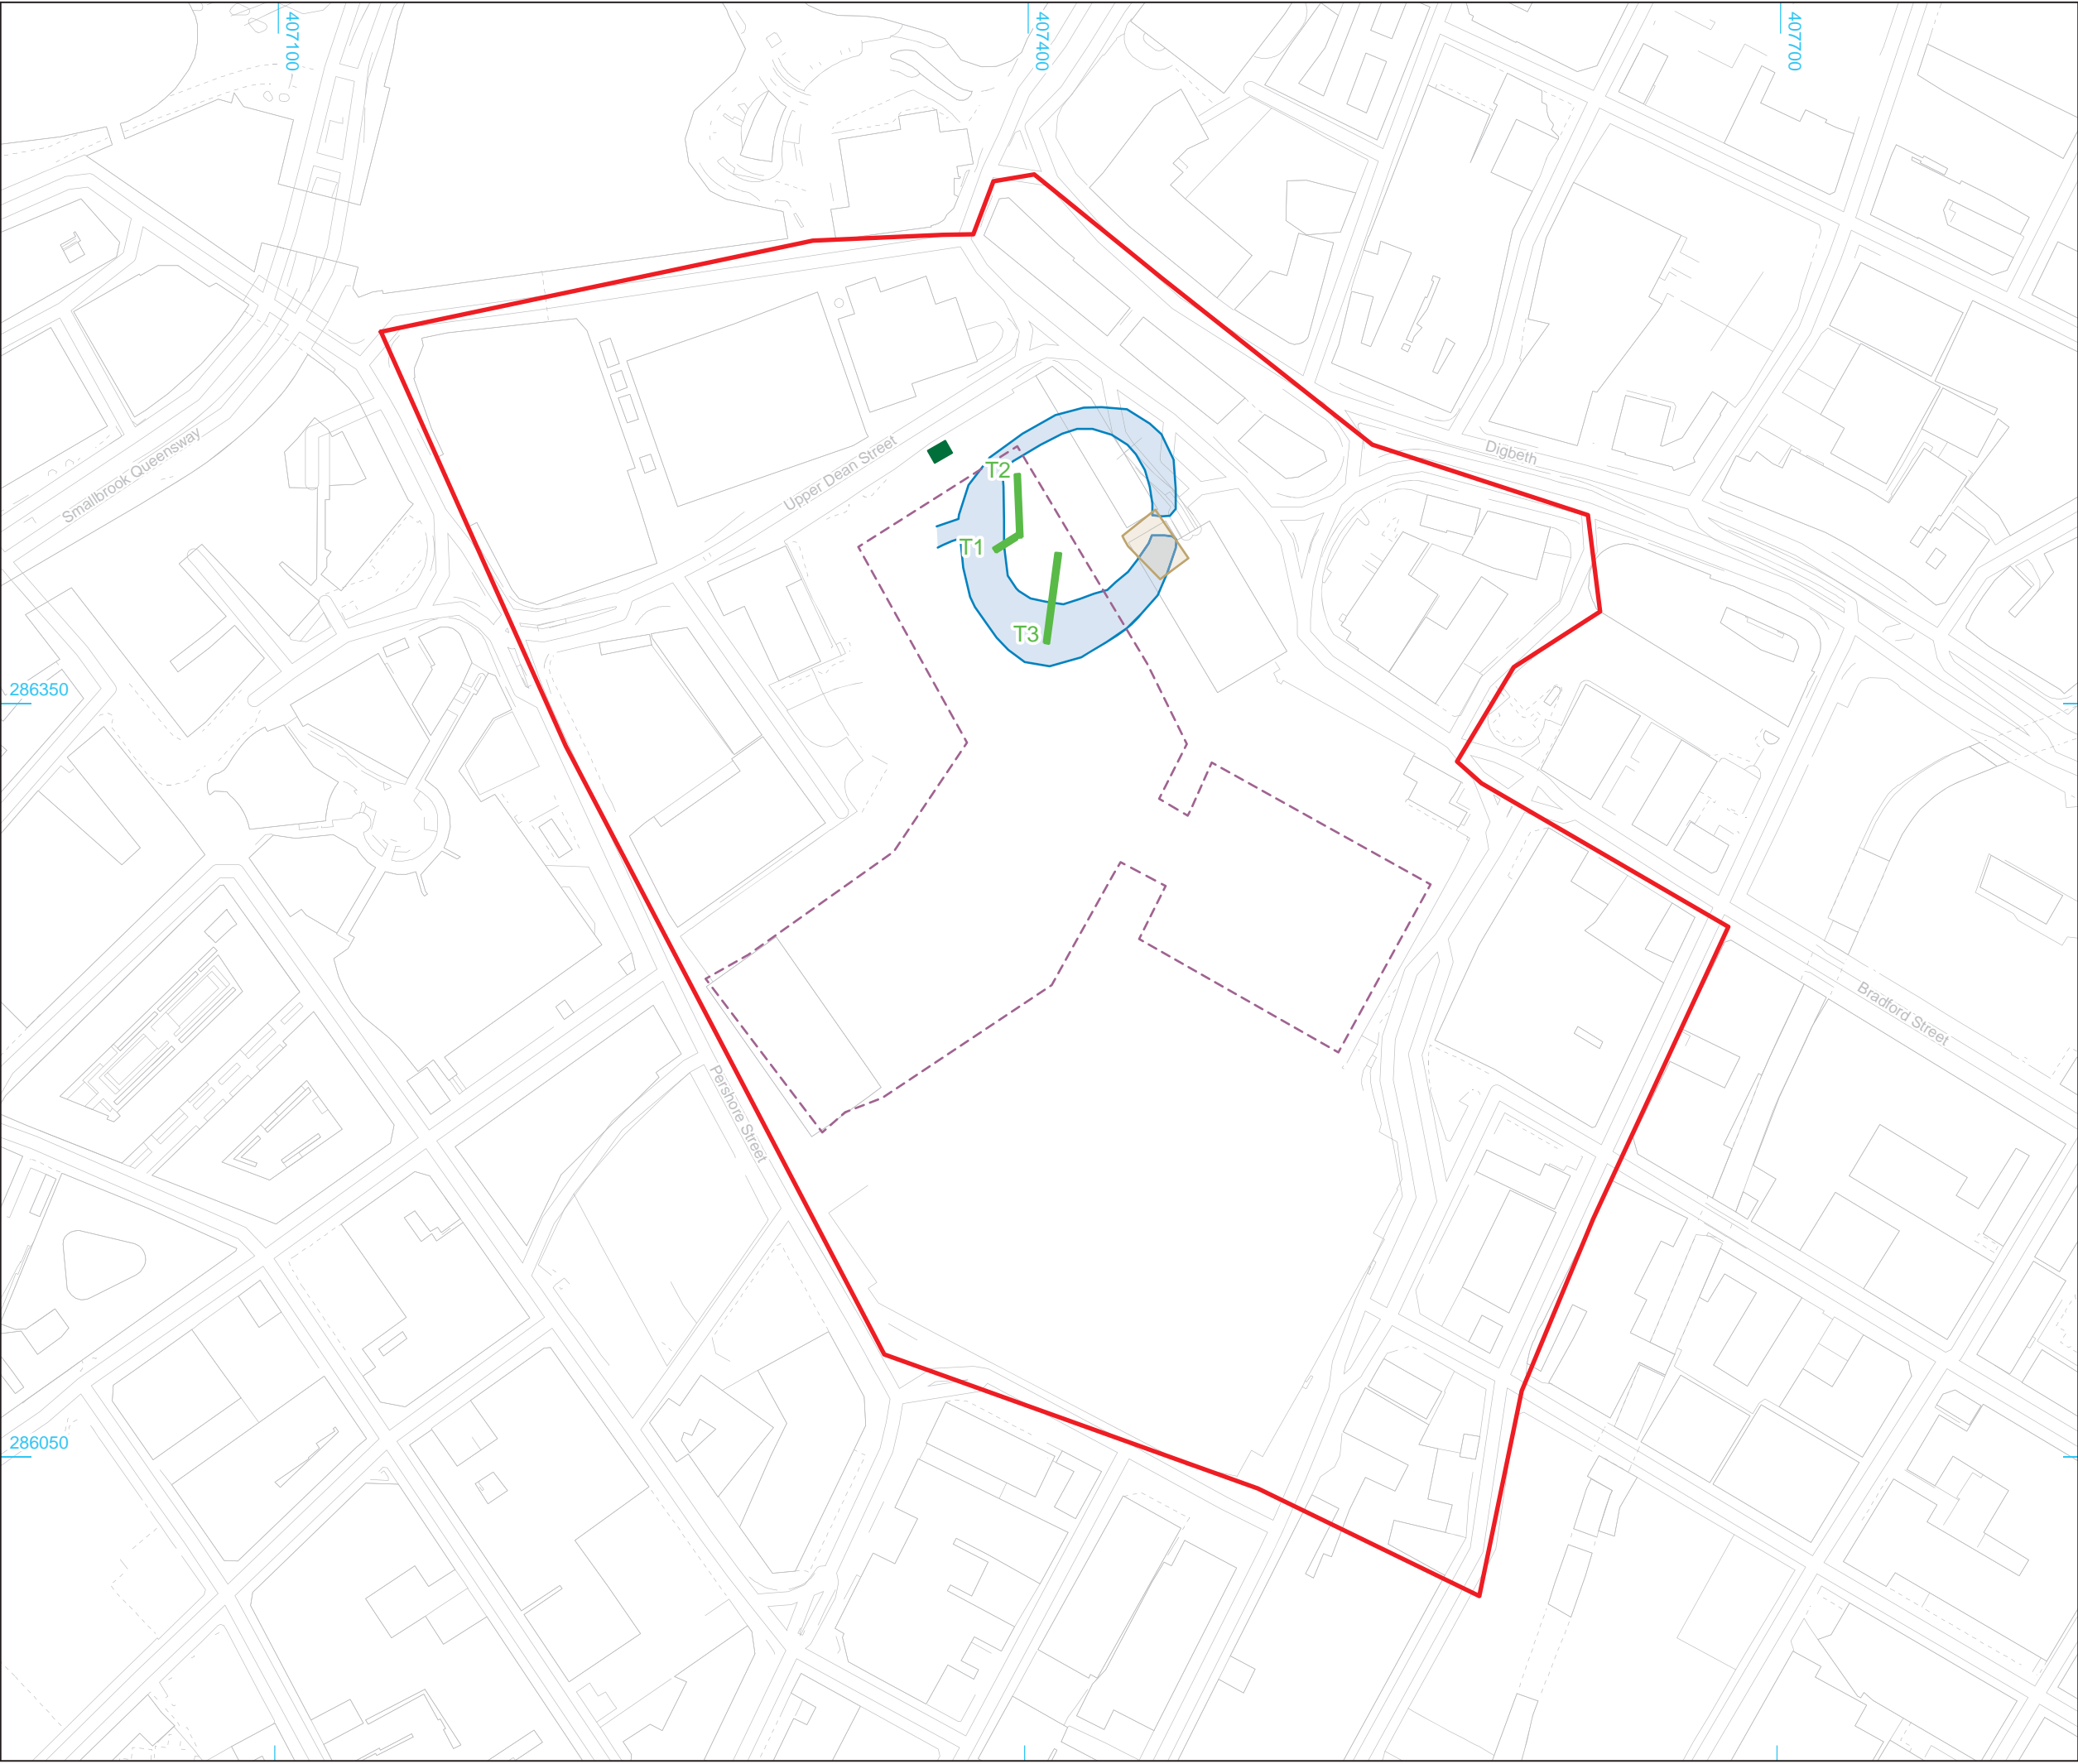 407100
407400
407700
Digbeth
Smallbrook Queensway
Upper Dean Street
T2
T1
T3
286350
Bradford Street
Pershore Street
286050